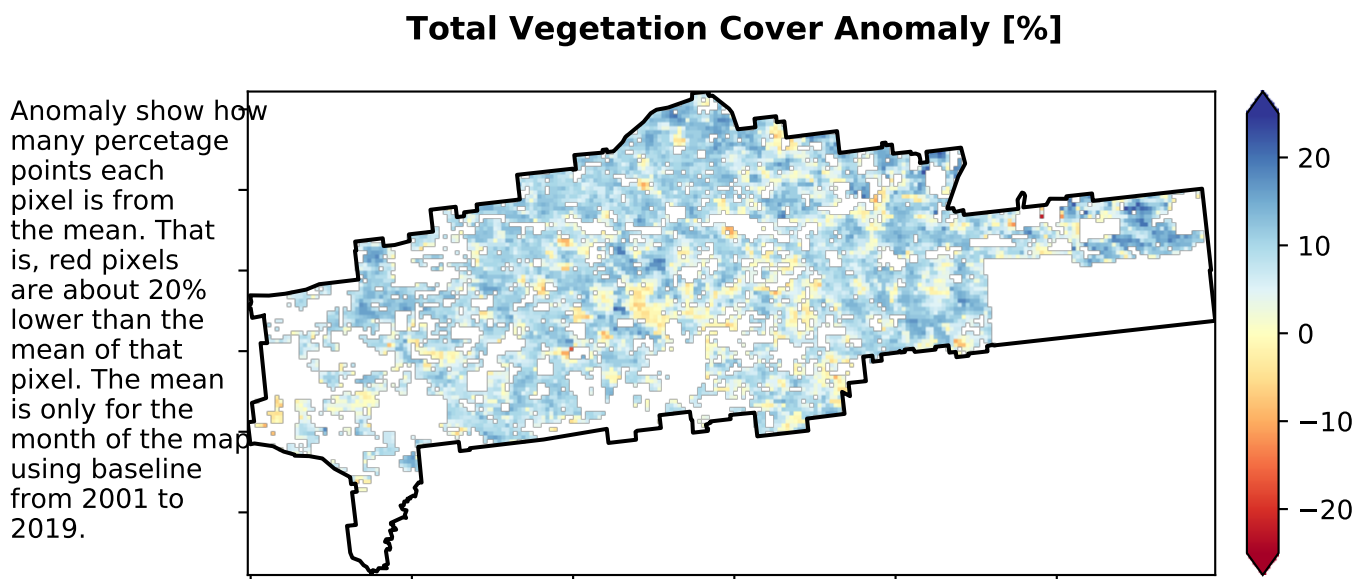 Total Vegetation Cover Anomaly [%]
Anomaly show how
many percetage
points each
pixel is from
the mean. That
is, red pixels
are about 20%
lower than the
mean of that
pixel. The mean
is only for the
month of the map
using baseline
from 2001 to
2019.
20
10
0
−10
−20